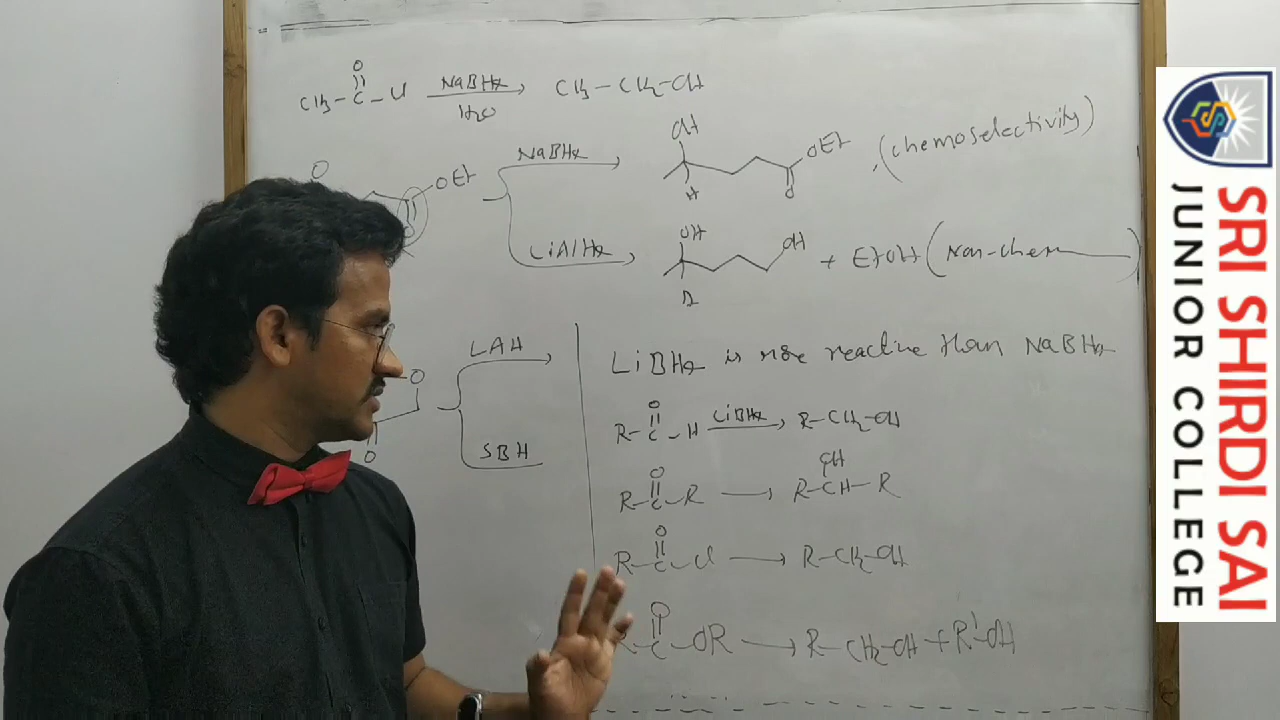 CH3-C(=O)-Cl NaBH4 / H2O → CH3-CH2-OH
O OEt NaBH4 → OH H OEt O (chemoselectivity)
LiAlH4 → OH D OH + EtOH (Non-chem——)
O O LAH
SBH
LiBH4 is more reactive than NaBH4
R-C(=O)-H LiBH4 → R-CH2-OH
R-C(=O)-R → R-CH(OH)-R
R-C(=O)-Cl → R-CH2-OH
R-C(=O)-OR → R-CH2-OH + R'-OH
SRI SHIRDI SAI
JUNIOR COLLEGE